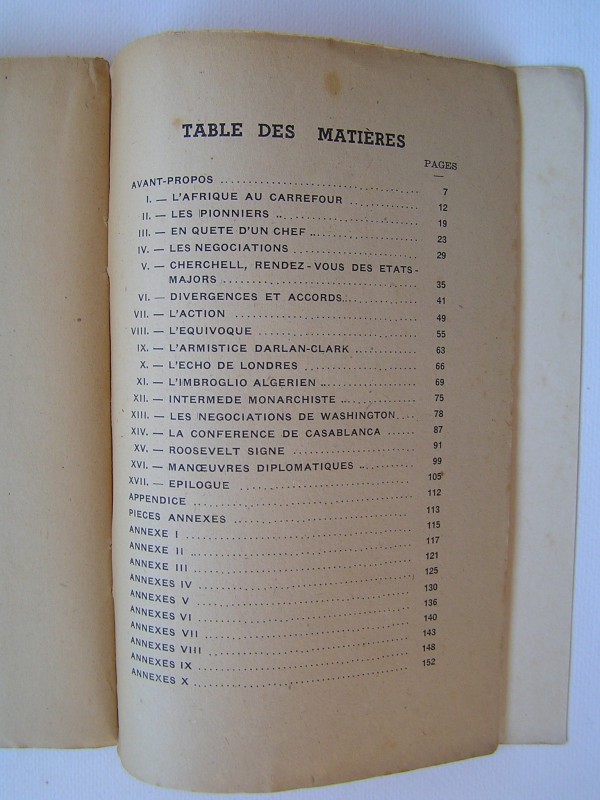 TABLE DES MATIÈRES
PAGES
AVANT-PROPOS .......... 7
I. — L'AFRIQUE AU CARREFOUR .......... 12
II. — LES PIONNIERS .......... 19
III. — EN QUETE D'UN CHEF .......... 23
IV. — LES NEGOCIATIONS .......... 29
V. — CHERCHELL, RENDEZ-VOUS DES ETATS-
MAJORS .......... 35
VI. — DIVERGENCES ET ACCORDS .......... 41
VII. — L'ACTION .......... 49
VIII. — L'EQUIVOQUE .......... 55
IX. — L'ARMISTICE DARLAN-CLARK .......... 63
X. — L'ECHO DE LONDRES .......... 66
XI. — L'IMBROGLIO ALGERIEN .......... 69
XII. — INTERMEDE MONARCHISTE .......... 75
XIII. — LES NEGOCIATIONS DE WASHINGTON .... 78
XIV. — LA CONFERENCE DE CASABLANCA ...... 87
XV. — ROOSEVELT SIGNE .......... 91
XVI. — MANŒUVRES DIPLOMATIQUES .......... 99
XVII. — EPILOGUE .......... 105
APPENDICE .......... 112
PIECES ANNEXES .......... 113
ANNEXE I .......... 115
ANNEXE II .......... 117
ANNEXE III .......... 121
ANNEXES IV .......... 125
ANNEXES V .......... 130
ANNEXES VI .......... 136
ANNEXES VII .......... 140
ANNEXES VIII .......... 143
ANNEXES IX .......... 148
ANNEXES X .......... 152